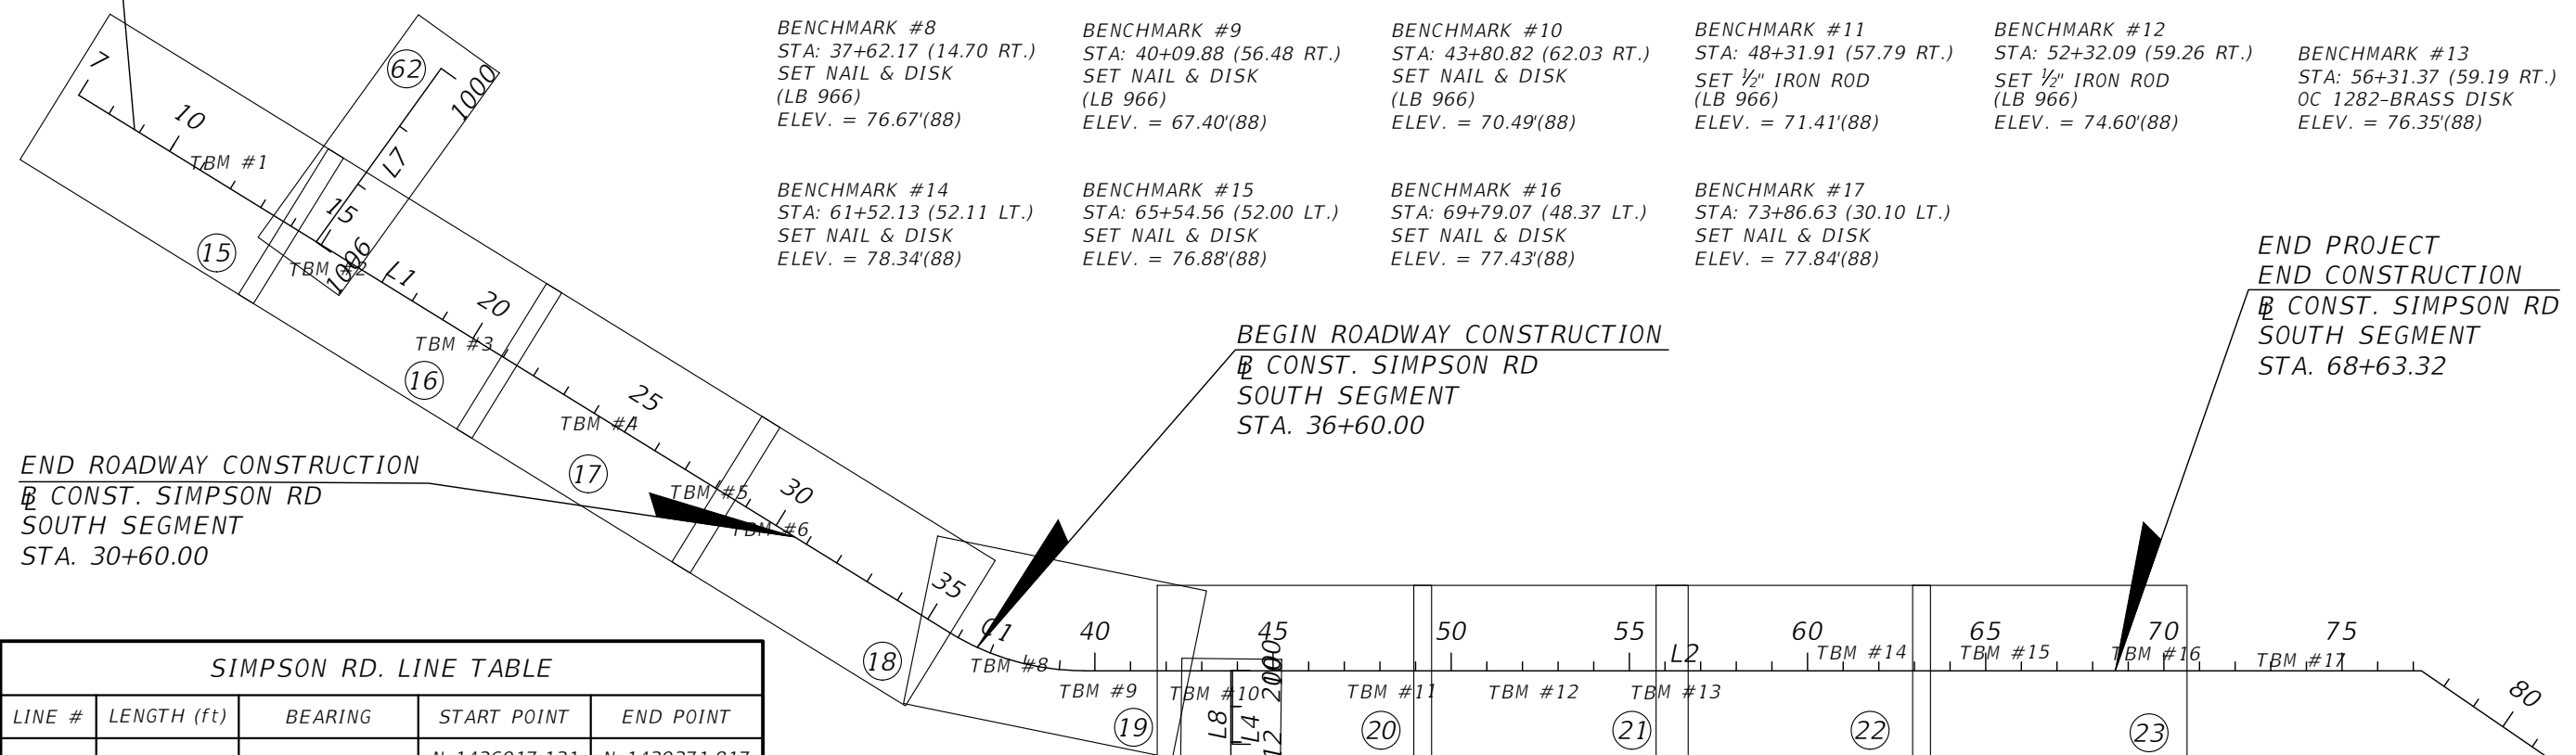 BENCHMARK #8
STA: 37+62.17 (14.70 RT.)
SET NAIL & DISK
(LB 966)
ELEV. = 76.67'(88)
BENCHMARK #9
STA: 40+09.88 (56.48 RT.)
SET NAIL & DISK
(LB 966)
ELEV. = 67.40'(88)
BENCHMARK #10
STA: 43+80.82 (62.03 RT.)
SET NAIL & DISK
(LB 966)
ELEV. = 70.49'(88)
BENCHMARK #11
STA: 48+31.91 (57.79 RT.)
SET ½" IRON ROD
(LB 966)
ELEV. = 71.41'(88)
BENCHMARK #12
STA: 52+32.09 (59.26 RT.)
SET ½" IRON ROD
(LB 966)
ELEV. = 74.60'(88)
BENCHMARK #13
STA: 56+31.37 (59.19 RT.)
OC 1282-BRASS DISK
ELEV. = 76.35'(88)
BENCHMARK #14
STA: 61+52.13 (52.11 LT.)
SET NAIL & DISK
ELEV. = 78.34'(88)
BENCHMARK #15
STA: 65+54.56 (52.00 LT.)
SET NAIL & DISK
ELEV. = 76.88'(88)
BENCHMARK #16
STA: 69+79.07 (48.37 LT.)
SET NAIL & DISK
ELEV. = 77.43'(88)
BENCHMARK #17
STA: 73+86.63 (30.10 LT.)
SET NAIL & DISK
ELEV. = 77.84'(88)
7
10
TBM #1
62
1000
L7
15
1006
15
TBM #2
L1
20
TBM #3
16
25
TBM #4
17
TBM #5
30
TBM #6
35
18
C1
END ROADWAY CONSTRUCTION
BL CONST. SIMPSON RD
SOUTH SEGMENT
STA. 30+60.00
BEGIN ROADWAY CONSTRUCTION
BL CONST. SIMPSON RD
SOUTH SEGMENT
STA. 36+60.00
END PROJECT
END CONSTRUCTION
BL CONST. SIMPSON RD
SOUTH SEGMENT
STA. 68+63.32
40
45
50
55
60
65
70
75
80
TBM #8
TBM #9
TBM #10
TBM #11
TBM #12
TBM #13
L2
TBM #14
TBM #15
TBM #16
TBM #17
19
L8
L4
12
20
21
22
23
SIMPSON RD. LINE TABLE
LINE #
LENGTH (ft)
BEARING
START POINT
END POINT